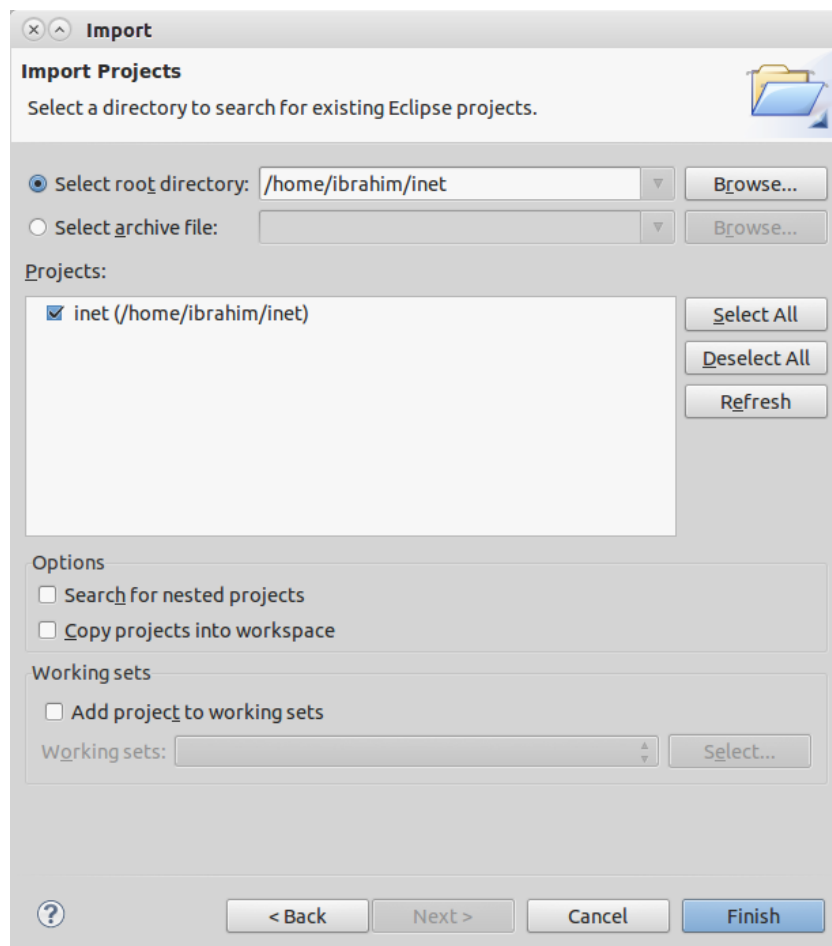 Import
Import Projects
Select a directory to search for existing Eclipse projects.
Select root directory: /home/ibrahim/inet Browse...
Select archive file: Browse...
Projects:
inet (/home/ibrahim/inet)
Select All
Deselect All
Refresh
Options
Search for nested projects
Copy projects into workspace
Working sets
Add project to working sets
Working sets: Select...
? < Back Next > Cancel Finish